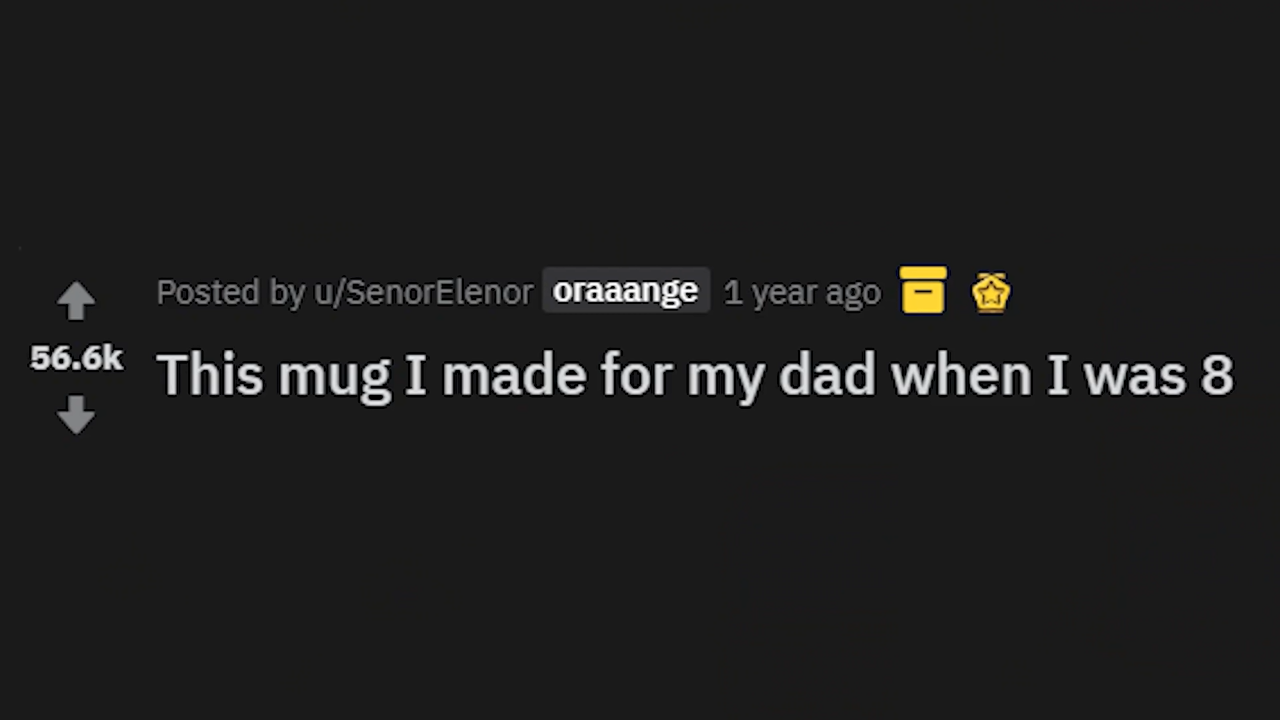 Posted by u/SenorElenor oraaange 1 year ago
56.6k
This mug I made for my dad when I was 8